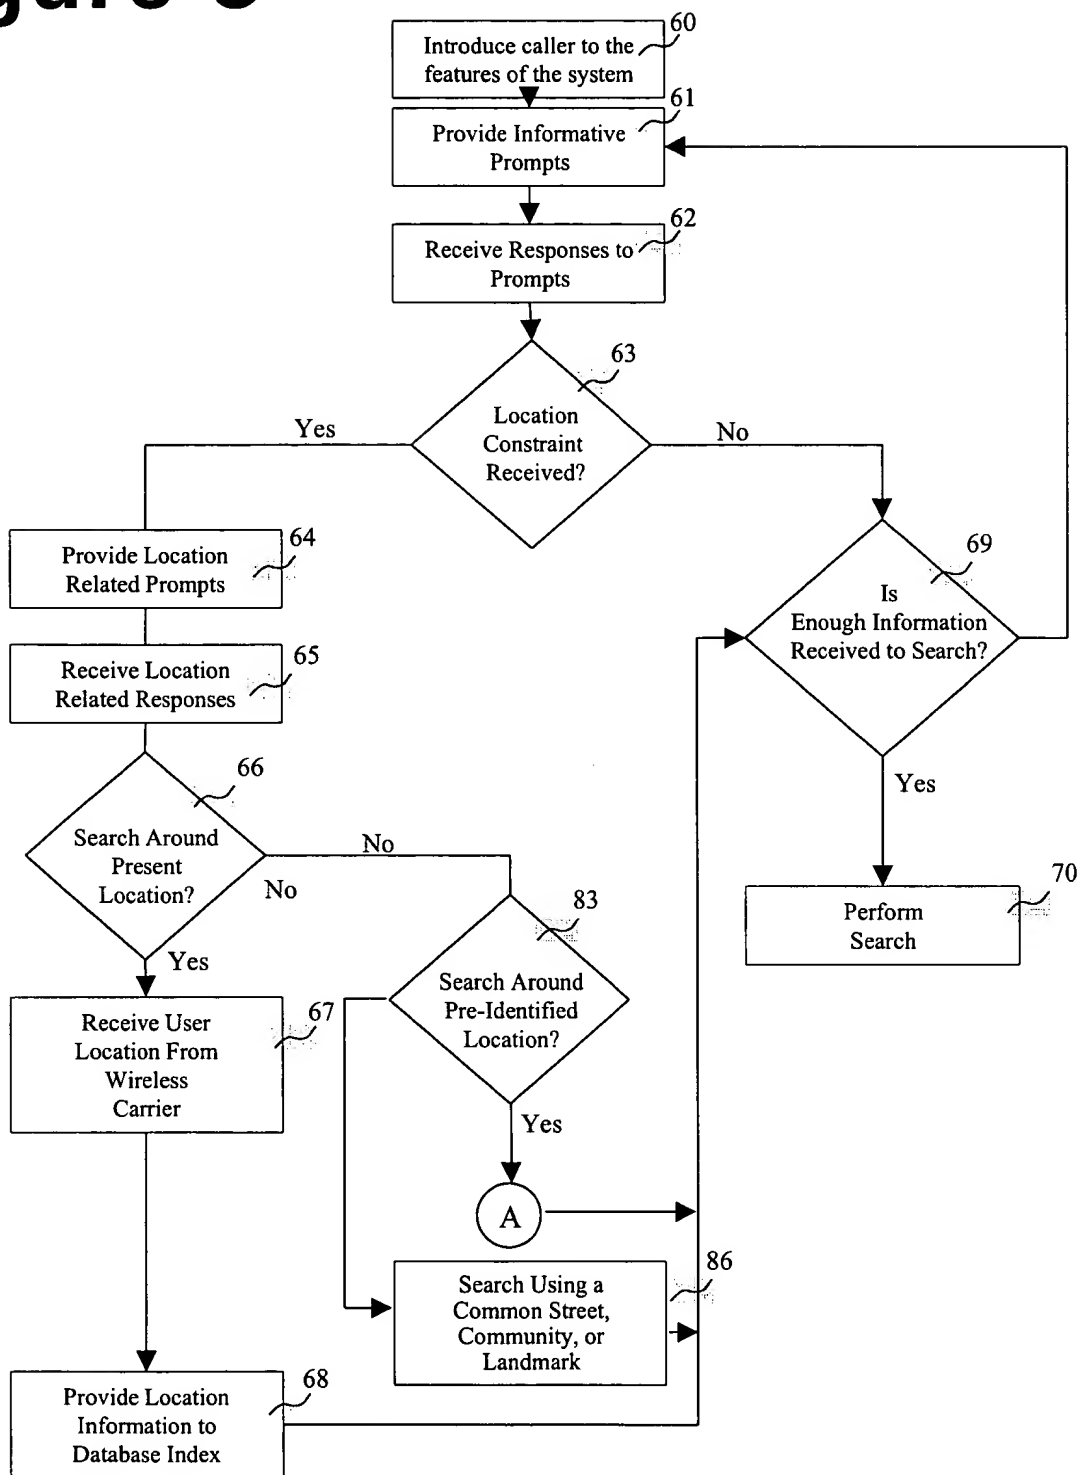 60
Introduce caller to the
features of the system
61
Provide Informative
Prompts
62
Receive Responses to
Prompts
63
Location
Constraint
Received?
Yes
No
64
Provide Location
Related Prompts
69
Is
Enough Information
Received to Search?
65
Receive Location
Related Responses
66
Search Around
Present
Location?
No
No
Yes
Yes
70
Perform
Search
83
Search Around
Pre-Identified
Location?
67
Receive User
Location From
Wireless
Carrier
Yes
A
86
Search Using a
Common Street,
Community, or
Landmark
68
Provide Location
Information to
Database Index